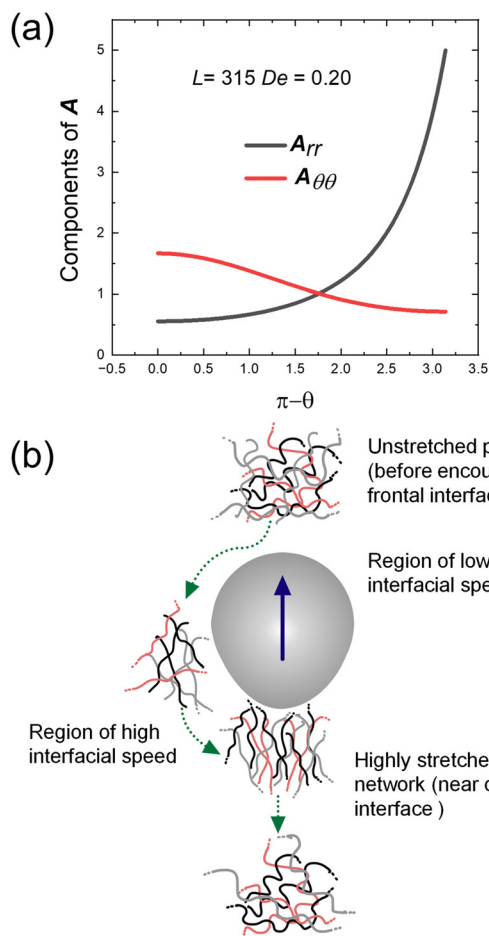 (a)
5
4
3
2
1
0
Components of A
L= 315 De = 0.20
Arr
Aθθ
−0.5 0.0 0.5 1.0 1.5 2.0 2.5 3.0 3.5
π−θ
(b)
Unstretched
(before
frontal
Region of low
interfacial
Region of high
interfacial speed
Highly
network (near
interface )